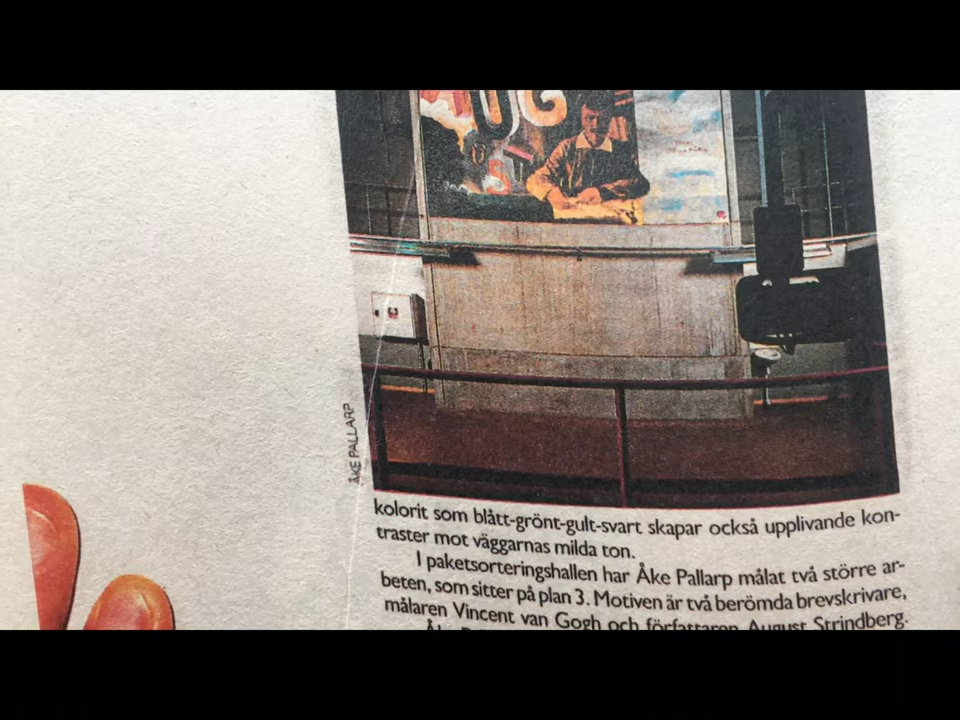 UG
ÅKE PALLARP
kolorit som blått-grönt-gult-svart skapar också upplivande kon-
traster mot väggarnas milda ton.
I paketsorteringshallen har Åke Pallarp målat två större ar-
beten, som sitter på plan 3. Motiven är två berömda brevskrivare,
målaren Vincent van Gogh och författaren August Strindberg.